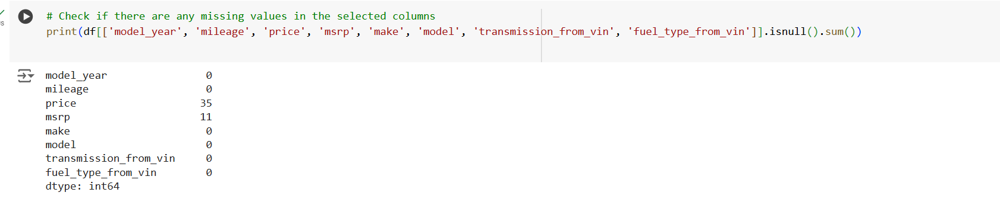 # Check if there are any missing values in the selected columns
print(df[['model_year', 'mileage', 'price', 'msrp', 'make', 'model', 'transmission_from_vin', 'fuel_type_from_vin']].isnull().sum())
model_year 0
mileage 0
price 35
msrp 11
make 0
model 0
transmission_from_vin 0
fuel_type_from_vin 0
dtype: int64